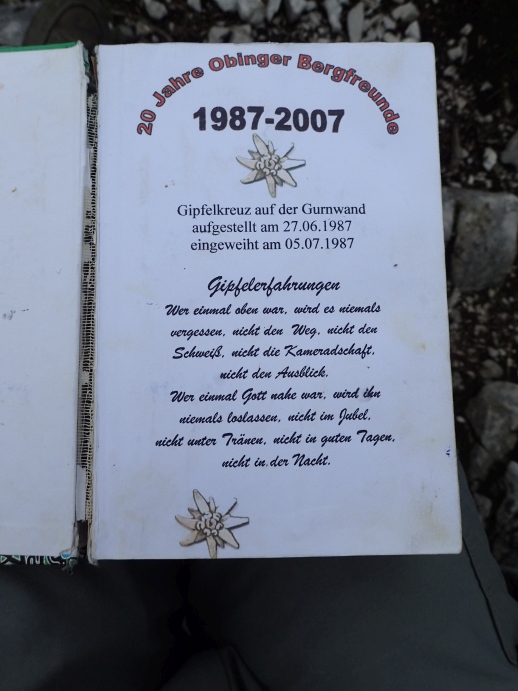 20 Jahre Obinger Bergfreunde
1987-2007
Gipfelkreuz auf der Gurnwand
aufgestellt am 27.06.1987
eingeweiht am 05.07.1987
Gipfelerfahrungen
Wer einmal oben war, wird es niemals
vergessen, nicht den Weg, nicht den
Schweiß, nicht die Kameradschaft,
nicht den Ausblick.
Wer einmal Gott nahe war, wird ihn
niemals loslassen, nicht im Jubel,
nicht unter Tränen, nicht in guten Tagen,
nicht in der Nacht.